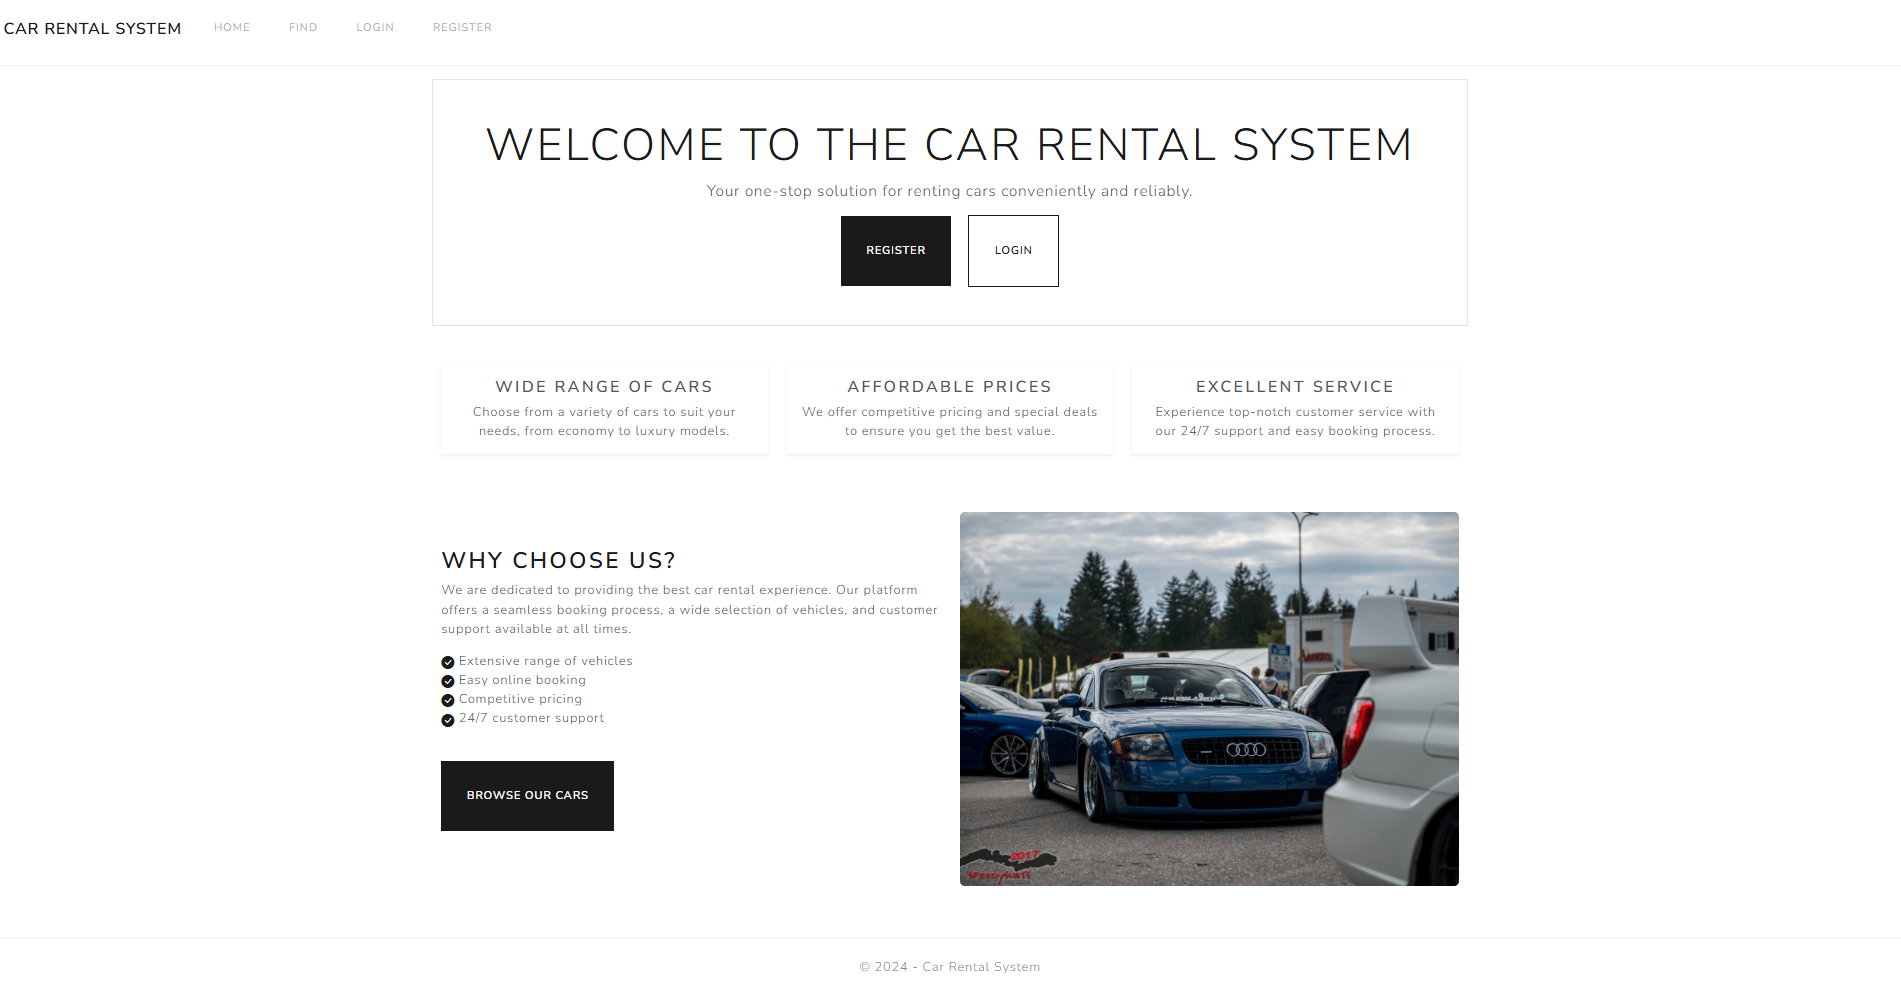 CAR RENTAL SYSTEM HOME FIND LOGIN REGISTER
WELCOME TO THE CAR RENTAL SYSTEM
Your one-stop solution for renting cars conveniently and reliably.
REGISTER LOGIN
WIDE RANGE OF CARS
Choose from a variety of cars to suit your
needs, from economy to luxury models.
AFFORDABLE PRICES
We offer competitive pricing and special deals
to ensure you get the best value.
EXCELLENT SERVICE
Experience top-notch customer service with
our 24/7 support and easy booking process.
WHY CHOOSE US?
We are dedicated to providing the best car rental experience. Our platform
offers a seamless booking process, a wide selection of vehicles, and customer
support available at all times.
Extensive range of vehicles
Easy online booking
Competitive pricing
24/7 customer support
BROWSE OUR CARS
2017
© 2024 - Car Rental System